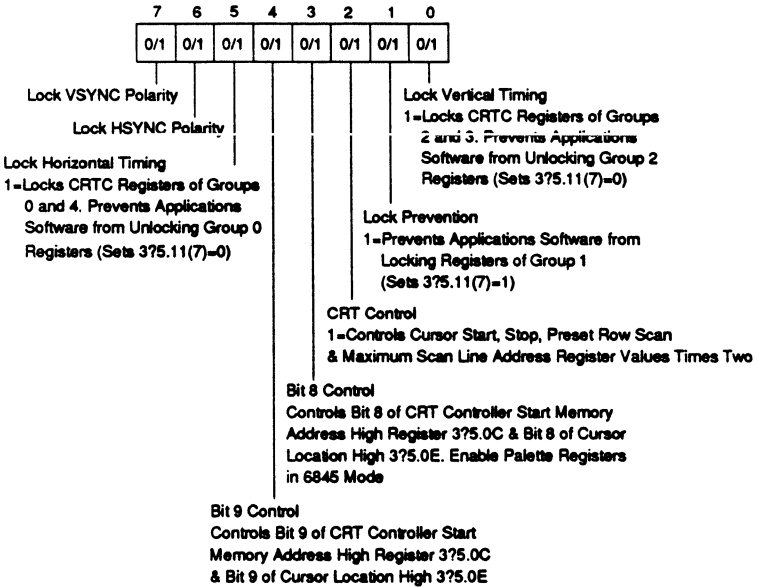 7 6 5 4 3 2 1 0
0/1 0/1 0/1 0/1 0/1 0/1 0/1 0/1
Lock VSYNC Polarity
Lock HSYNC Polarity
Lock Horizontal Timing
1=Locks CRTC Registers of Groups
0 and 4. Prevents Applications
Software from Unlocking Group 0
Registers (Sets 3?5.11(7)=0)
Lock Vertical Timing
1=Locks CRTC Registers of Groups
2 and 3. Prevents Applications
Software from Unlocking Group 2
Registers (Sets 3?5.11(7)=0)
Lock Prevention
1=Prevents Applications Software from
Locking Registers of Group 1
(Sets 3?5.11(7)=1)
CRT Control
1=Controls Cursor Start, Stop, Preset Row Scan
& Maximum Scan Line Address Register Values Times Two
Bit 8 Control
Controls Bit 8 of CRT Controller Start Memory
Address High Register 3?5.0C & Bit 8 of Cursor
Location High 3?5.0E. Enable Palette Registers
in 6845 Mode
Bit 9 Control
Controls Bit 9 of CRT Controller Start
Memory Address High Register 3?5.0C
& Bit 9 of Cursor Location High 3?5.0E